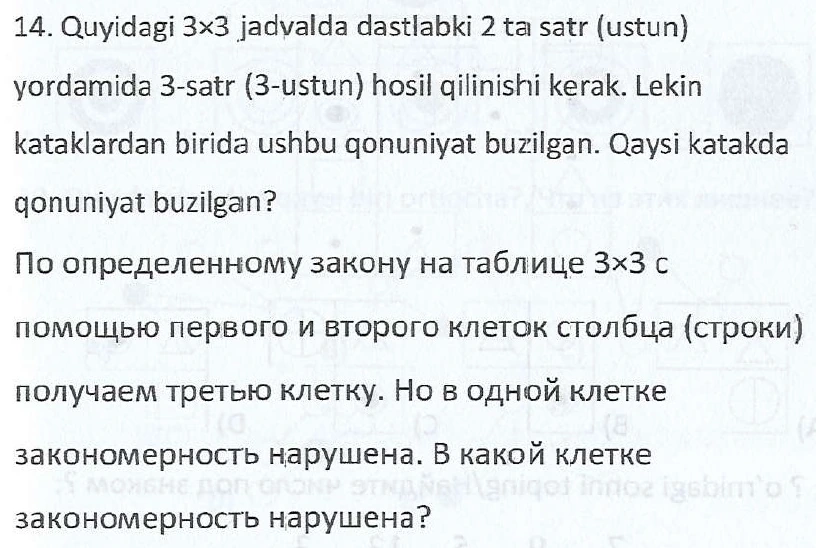 14. Quyidagi 3×3 jadvalda dastlabki 2 ta satr (ustun)
yordamida 3-satr (3-ustun) hosil qilinishi kerak. Lekin
kataklardan birida ushbu qonuniyat buzilgan. Qaysi katakda
qonuniyat buzilgan?
По определенному закону на таблице 3×3 с
помощью первого и второго клеток столбца (строки)
получаем третью клетку. Но в одной клетке
закономерность нарушена. В какой клетке
закономерность нарушена?